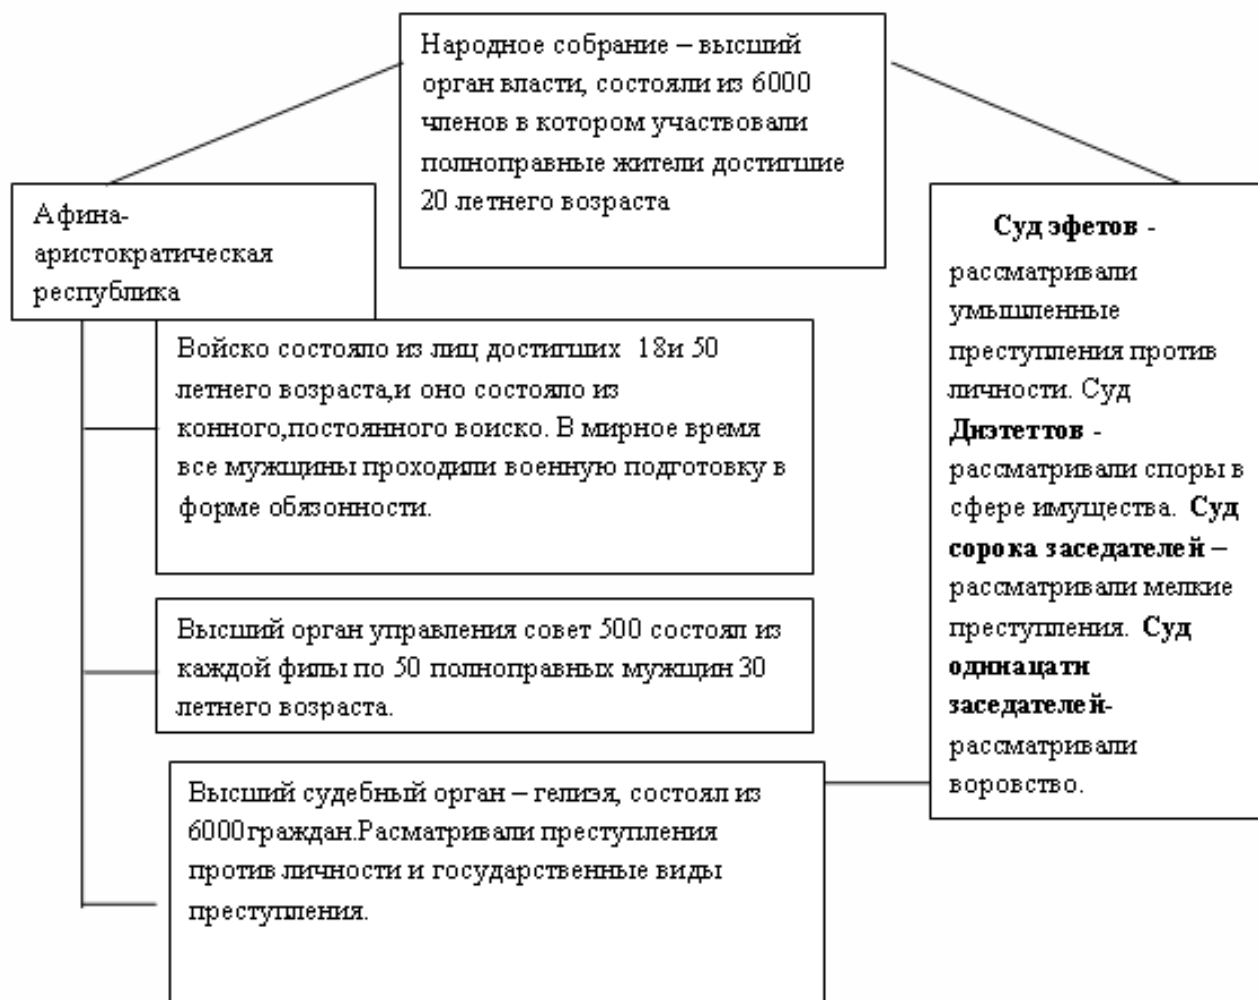 Народное собрание – высший
орган власти, состояли из 6000
членов в котором участвовали
полноправные жители достигшие
20 летнего возраста
Афина-
аристократическая
республика
Войско состояло из лиц достигших 18и 50
летнего возраста,и оно состояло из
конного,постоянного воиско. В мирное время
все мужщины проходили военную подготовку в
форме обязонности.
Высший орган управления совет 500 состоял из
каждой филы по 50 полноправных мужщин 30
летнего возраста.
Высший судебный орган – гелиэя, состоял из
6000граждан.Расматривали преступления
против личности и государственные виды
преступления.
Суд эфетов -
рассматривали
умышленные
преступления против
личности. Суд
Диэтеттов -
рассматривали споры в
сфере имущества. Суд
сорока заседателей –
рассматривали мелкие
преступления. Суд
одинацати
заседателей-
рассматривали
воровство.